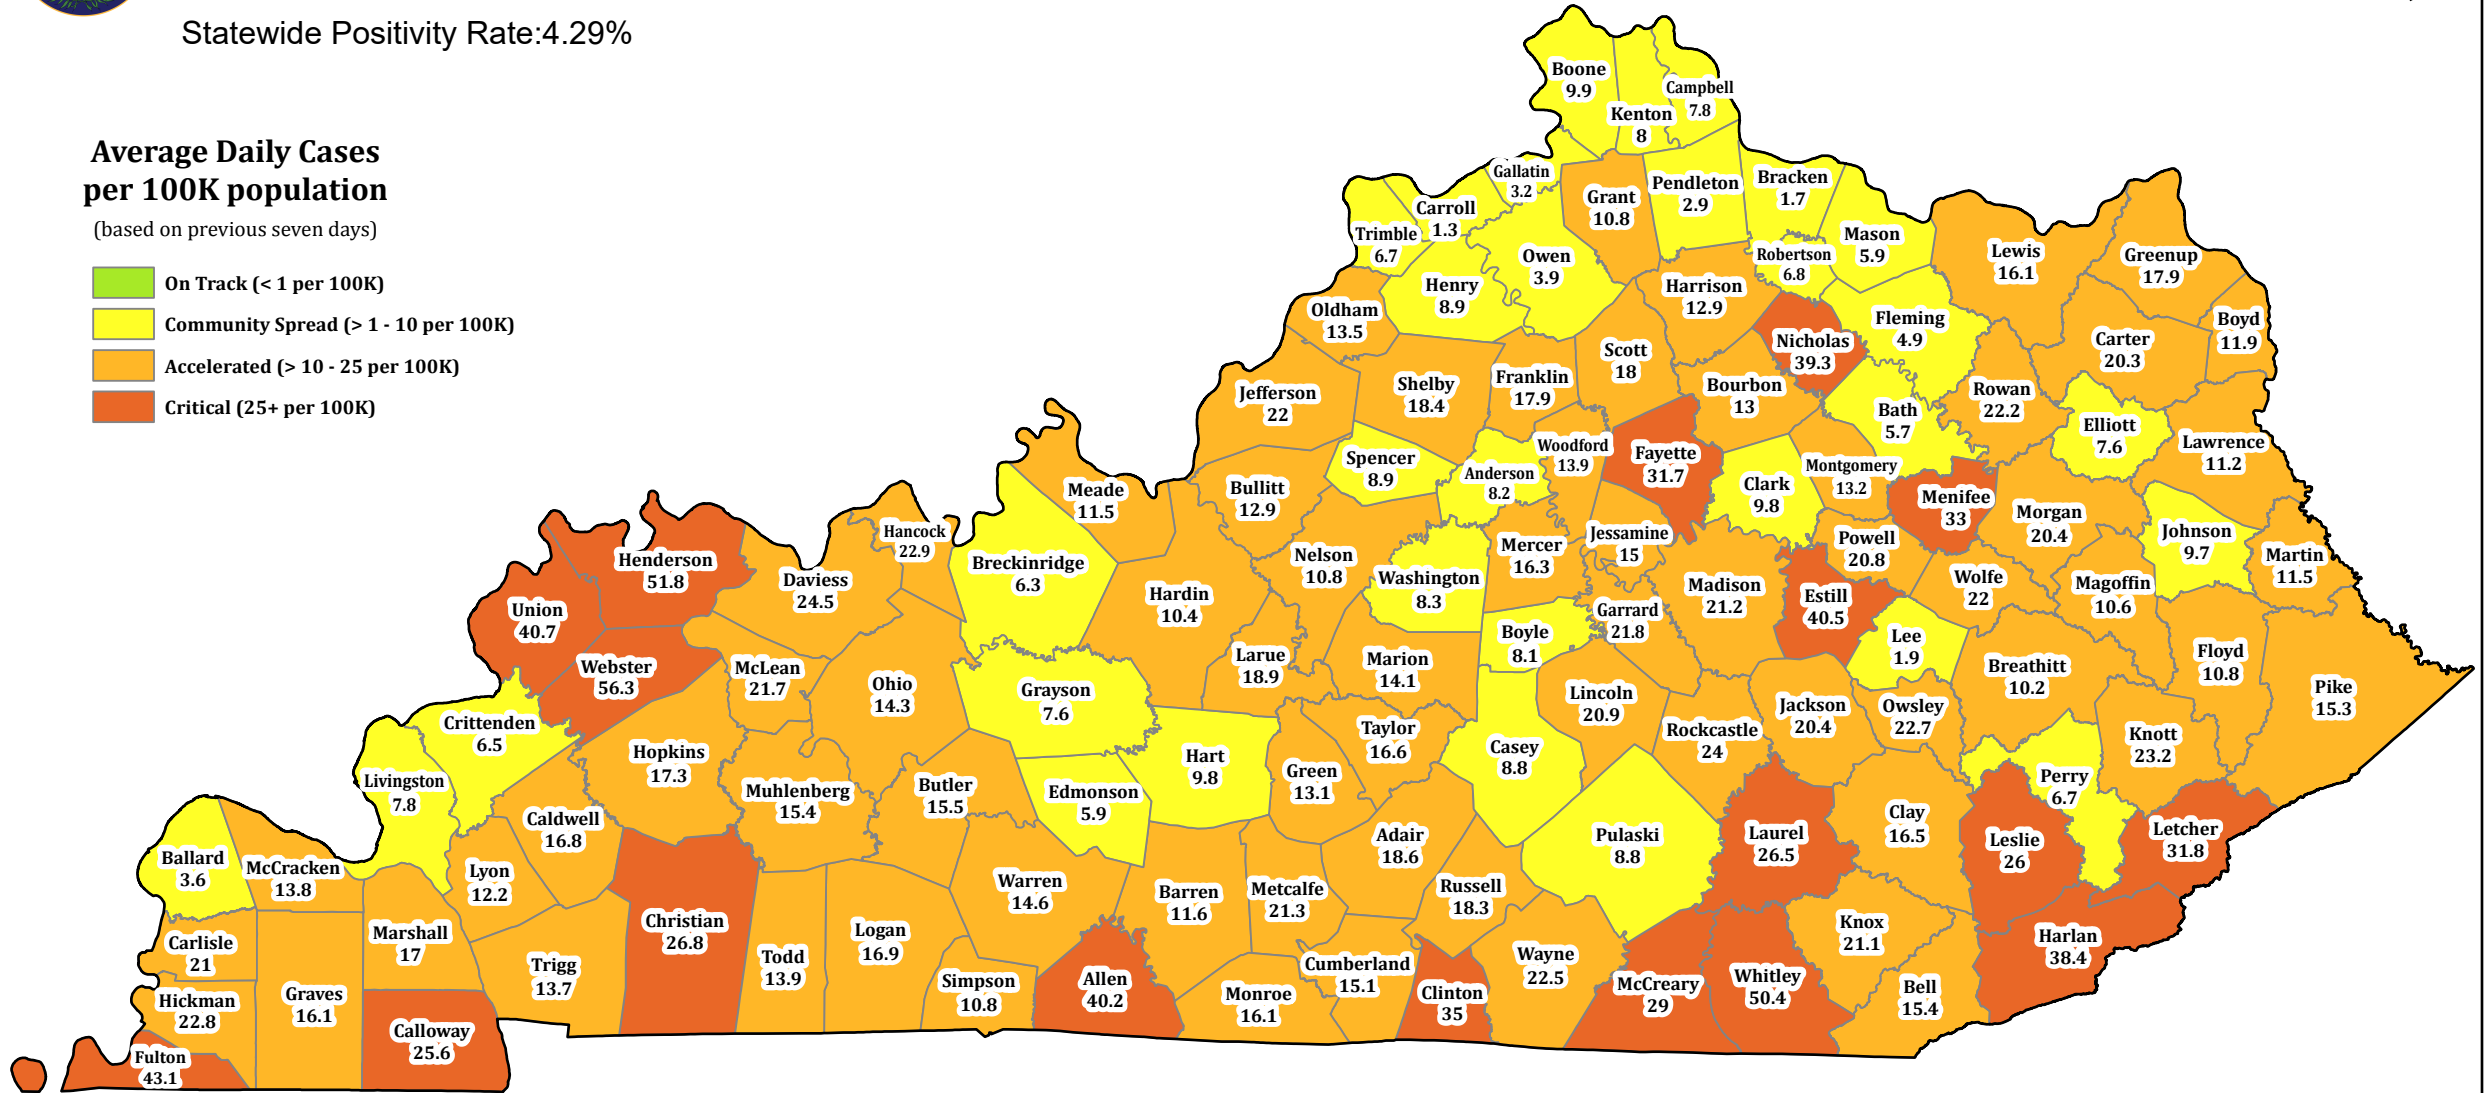 Statewide Positivity Rate:4.29%
Average Daily Cases
per 100K population
(based on previous seven days)
On Track (< 1 per 100K)
Community Spread (> 1 - 10 per 100K)
Accelerated (> 10 - 25 per 100K)
Critical (25+ per 100K)
Boone
9.9
Kenton
8
Campbell
7.8
Gallatin
3.2
Carroll
1.3
Trimble
6.7
Grant
10.8
Pendleton
2.9
Bracken
1.7
Mason
5.9
Robertson
6.8
Lewis
16.1
Greenup
17.9
Boyd
11.9
Carter
20.3
Owen
3.9
Henry
8.9
Oldham
13.5
Harrison
12.9
Nicholas
39.3
Fleming
4.9
Jefferson
22
Shelby
18.4
Franklin
17.9
Scott
18
Bourbon
13
Bath
5.7
Rowan
22.2
Elliott
7.6
Lawrence
11.2
Spencer
8.9
Anderson
8.2
Woodford
13.9
Fayette
31.7
Clark
9.8
Montgomery
13.2
Menifee
33
Morgan
20.4
Johnson
9.7
Martin
11.5
Meade
11.5
Bullitt
12.9
Hancock
22.9
Breckinridge
6.3
Henderson
51.8
Daviess
24.5
Union
40.7
Webster
56.3
McLean
21.7
Ohio
14.3
Hardin
10.4
Nelson
10.8
Washington
8.3
Mercer
16.3
Jessamine
15
Garrard
21.8
Madison
21.2
Estill
40.5
Powell
20.8
Wolfe
22
Magoffin
10.6
Lee
1.9
Breathitt
10.2
Floyd
10.8
Pike
15.3
Larue
18.9
Marion
14.1
Boyle
8.1
Lincoln
20.9
Rockcastle
24
Jackson
20.4
Owsley
22.7
Knott
23.2
Perry
6.7
Grayson
7.6
Hart
9.8
Green
13.1
Taylor
16.6
Casey
8.8
Crittenden
6.5
Livingston
7.8
Hopkins
17.3
Muhlenberg
15.4
Butler
15.5
Edmonson
5.9
Caldwell
16.8
Lyon
12.2
Ballard
3.6
McCracken
13.8
Carlisle
21
Hickman
22.8
Fulton
43.1
Graves
16.1
Marshall
17
Calloway
25.6
Trigg
13.7
Christian
26.8
Todd
13.9
Logan
16.9
Simpson
10.8
Warren
14.6
Allen
40.2
Barren
11.6
Metcalfe
21.3
Adair
18.6
Russell
18.3
Monroe
16.1
Cumberland
15.1
Clinton
35
Wayne
22.5
Pulaski
8.8
McCreary
29
Whitley
50.4
Laurel
26.5
Clay
16.5
Knox
21.1
Bell
15.4
Leslie
26
Letcher
31.8
Harlan
38.4